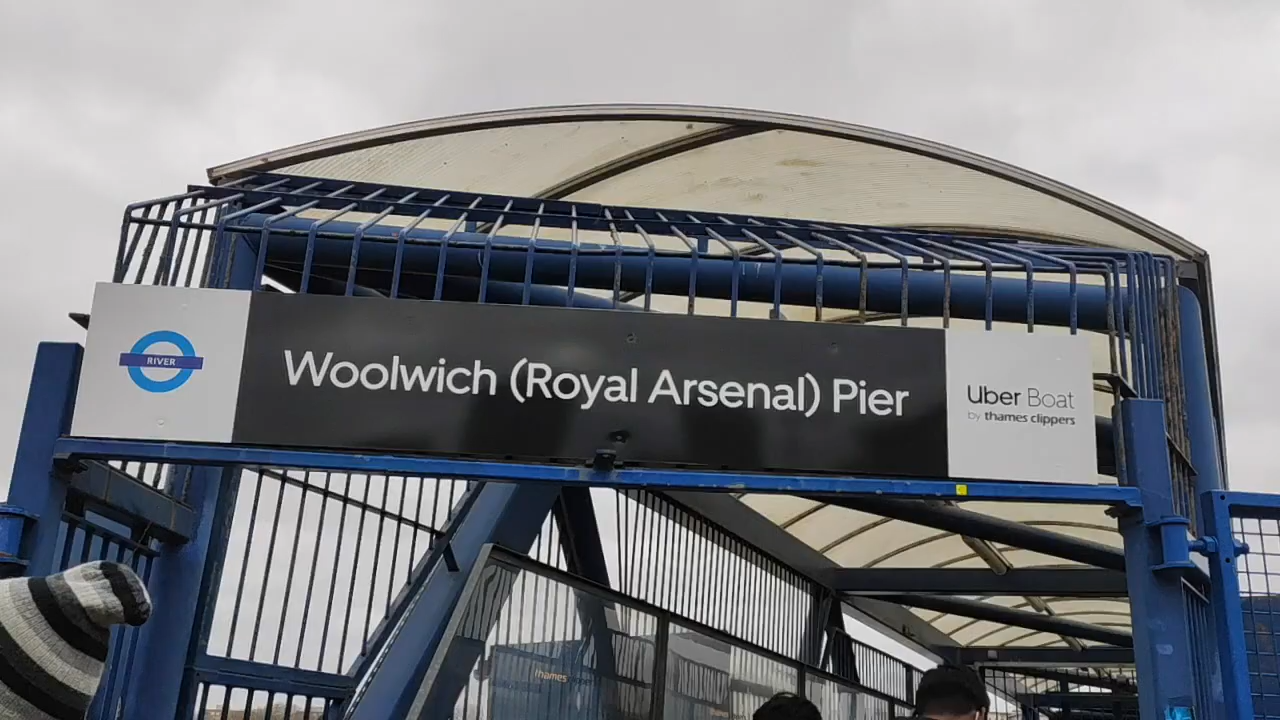 RIVER
Woolwich (Royal Arsenal) Pier
Uber Boat
by thames clippers
Thames